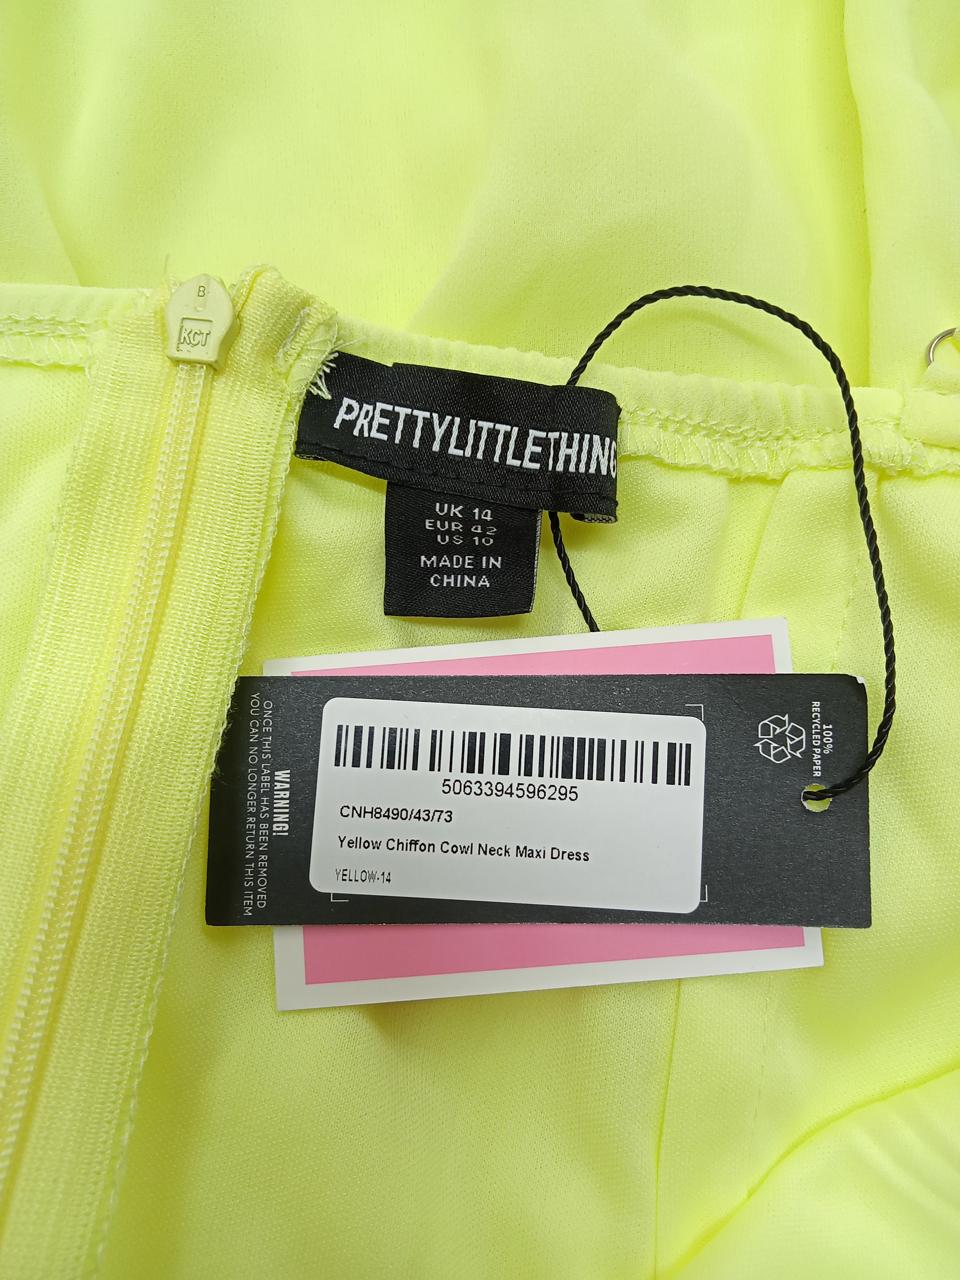 B
KCT
PRETTYLITTLETHING
UK 14
EUR 42
US 10
MADE IN
CHINA
5063394596295
CNH8490/43/73
Yellow Chiffon Cowl Neck Maxi Dress
YELLOW-14
WARNING!
ONCE THIS LABEL HAS BEEN REMOVED
YOU CAN NO LONGER RETURN THIS ITEM
100%
RECYCLED PAPER